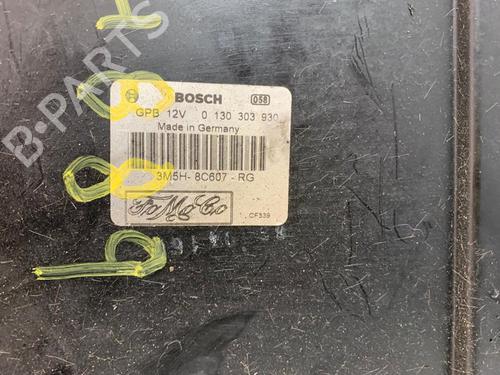 B-PARTS
BOSCH 058
GPB 12V 0 130 303 930
Made in Germany
3M5H-8C607-RG
FoMoCo
CF339